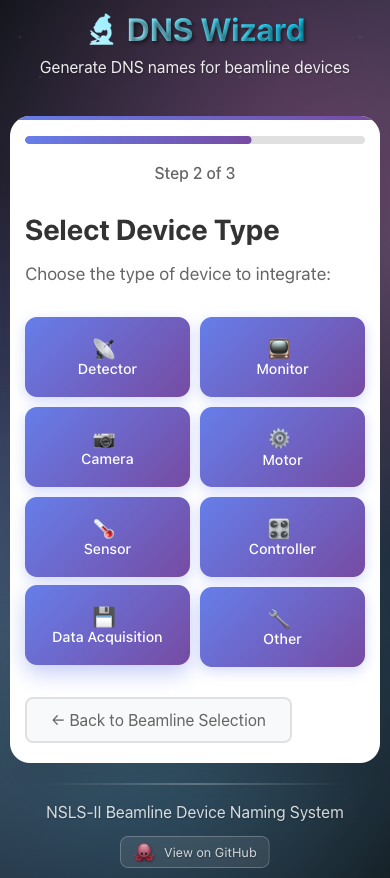 DNS Wizard
Generate DNS names for beamline devices
Step 2 of 3
Select Device Type
Choose the type of device to integrate:
Detector
Monitor
Camera
Motor
Sensor
Controller
Data Acquisition
Other
← Back to Beamline Selection
NSLS-II Beamline Device Naming System
View on GitHub